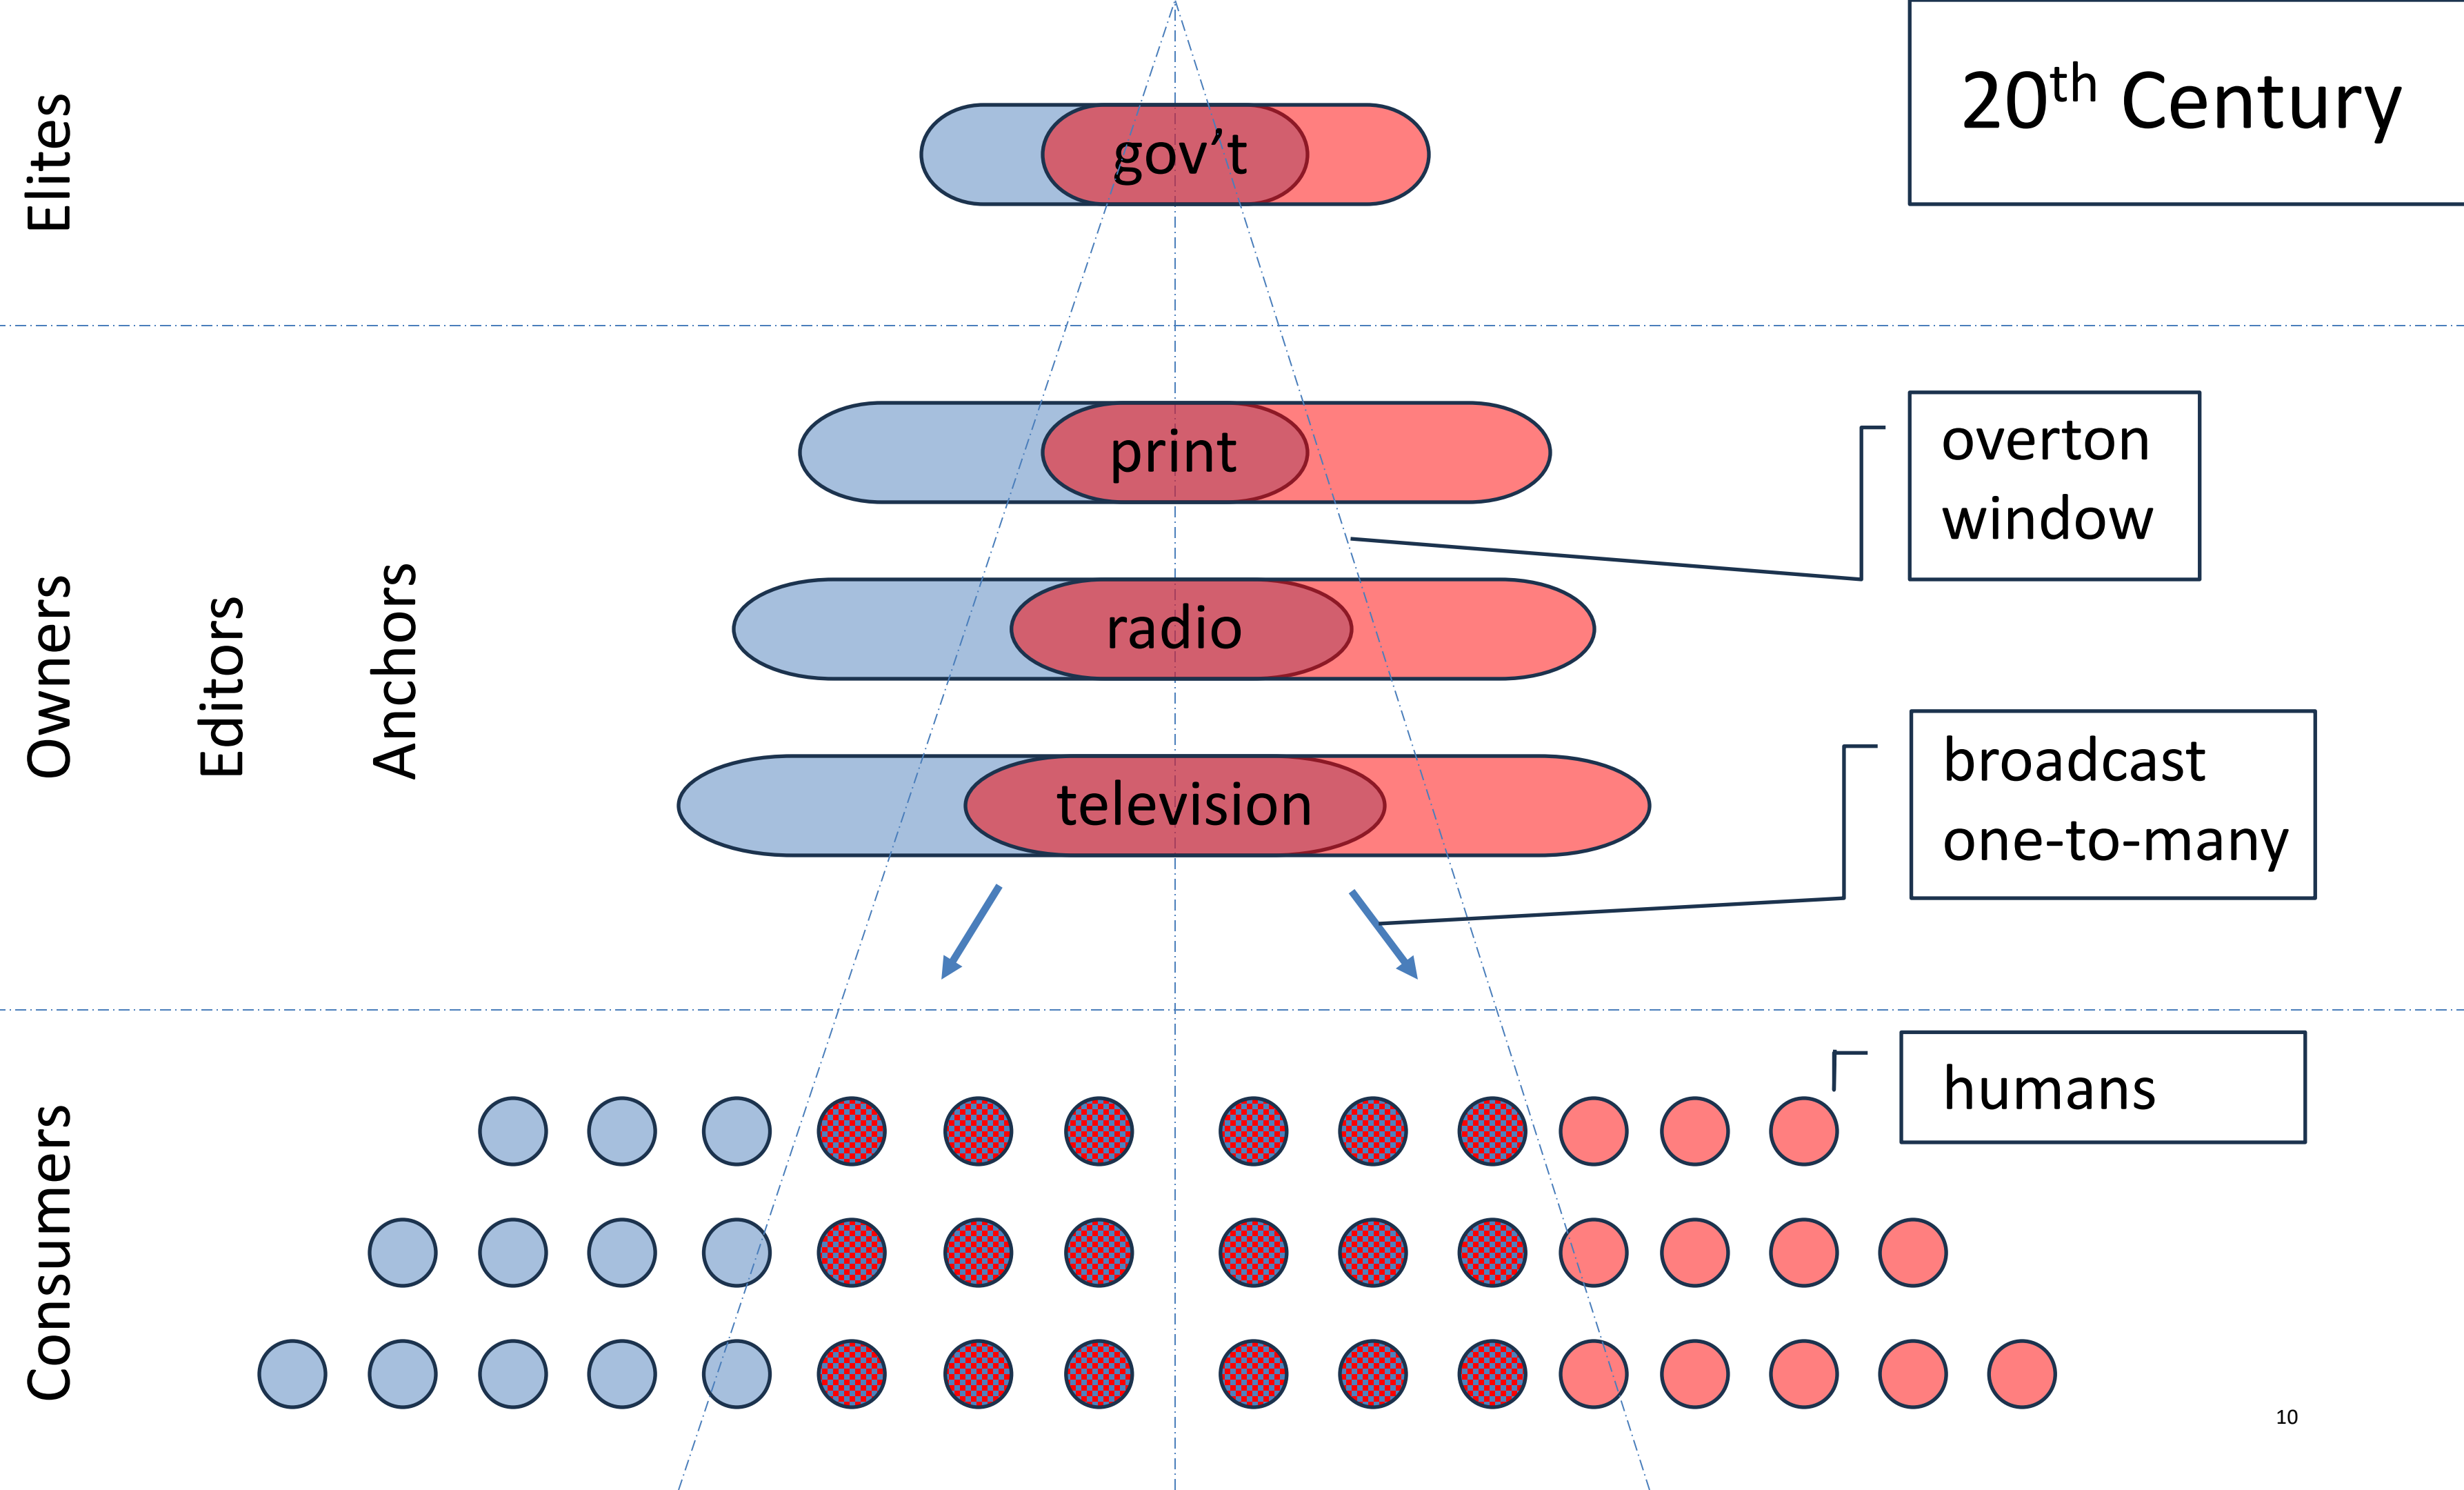 20th Century
Elites
gov’t
print
overton
window
Owners
Editors
Anchors
radio
television
broadcast
one-to-many
Consumers
humans
10